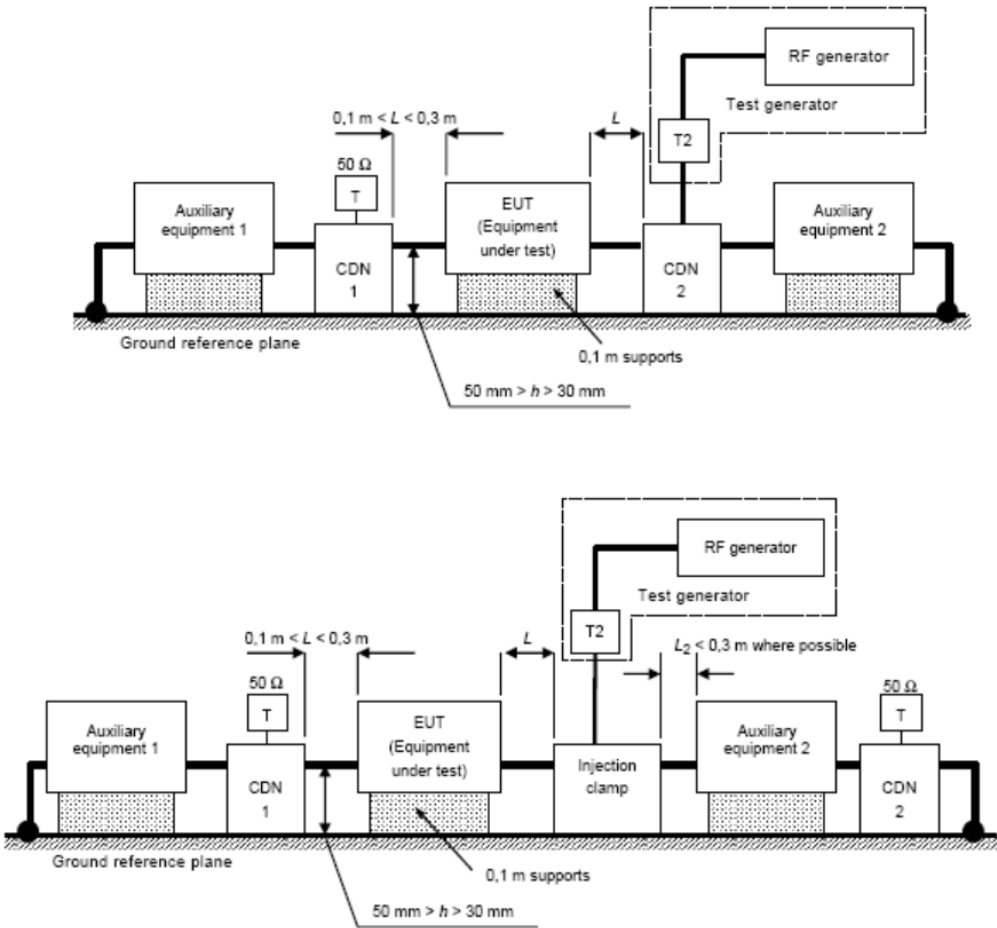 RF generator
Test generator
0,1 m < L < 0,3 m
L
T2
50 Ω
T
Auxiliary
equipment 1
EUT
(Equipment
under test)
Auxiliary
equipment 2
CDN
1
CDN
2
Ground reference plane
0,1 m supports
50 mm > h > 30 mm
RF generator
Test generator
T2
0,1 m < L < 0,3 m
L
L2 < 0,3 m where possible
50 Ω
T
50 Ω
T
Auxiliary
equipment 1
EUT
(Equipment
under test)
Auxiliary
equipment 2
Injection
clamp
CDN
1
CDN
2
Ground reference plane
0,1 m supports
50 mm > h > 30 mm